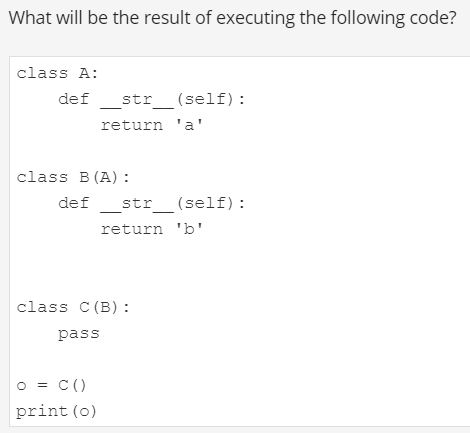 What will be the result of executing the following code?
class A:
    def __str__(self):
        return 'a'
class B(A):
    def __str__(self):
        return 'b'
class C(B):
    pass
o = C()
print(o)